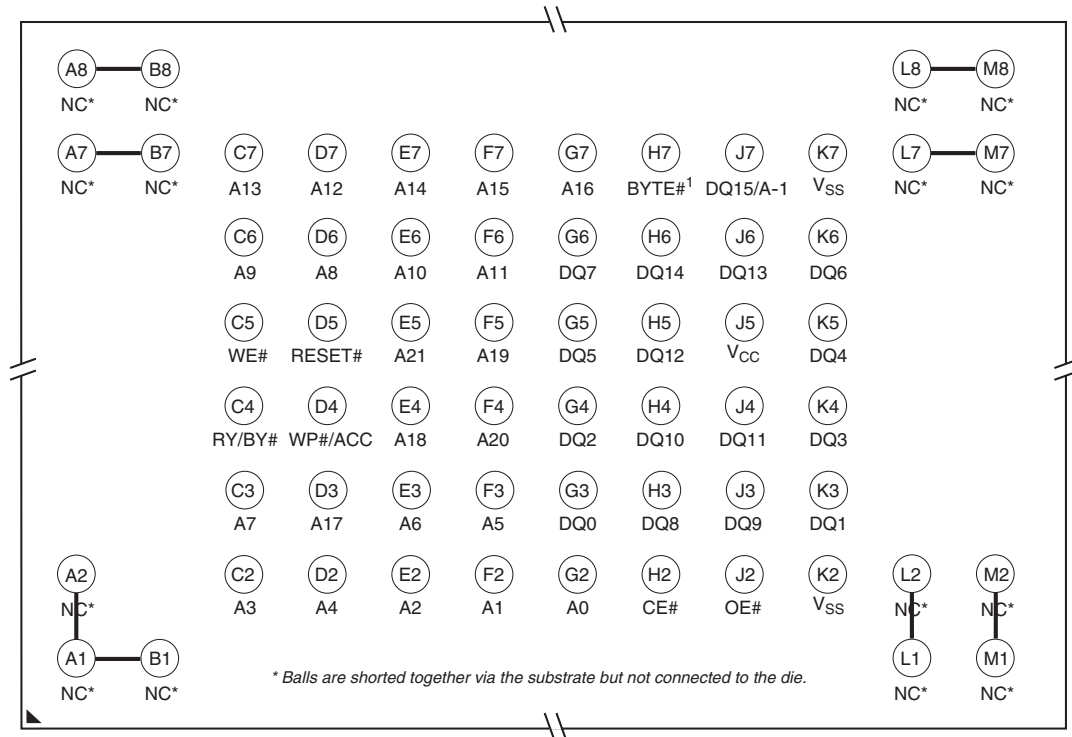 A8 B8 L8 M8
NC* NC* NC* NC*
A7 B7 C7 D7 E7 F7 G7 H7 J7 K7 L7 M7
NC* NC* A13 A12 A14 A15 A16 BYTE#1 DQ15/A-1 VSS NC* NC*
C6 D6 E6 F6 G6 H6 J6 K6
A9 A8 A10 A11 DQ7 DQ14 DQ13 DQ6
C5 D5 E5 F5 G5 H5 J5 K5
WE# RESET# A21 A19 DQ5 DQ12 VCC DQ4
C4 D4 E4 F4 G4 H4 J4 K4
RY/BY# WP#/ACC A18 A20 DQ2 DQ10 DQ11 DQ3
C3 D3 E3 F3 G3 H3 J3 K3
A7 A17 A6 A5 DQ0 DQ8 DQ9 DQ1
A2 C2 D2 E2 F2 G2 H2 J2 K2 L2 M2
NC* A3 A4 A2 A1 A0 CE# OE# VSS NC* NC*
A1 B1 L1 M1
* Balls are shorted together via the substrate but not connected to the die.
NC* NC* NC* NC*